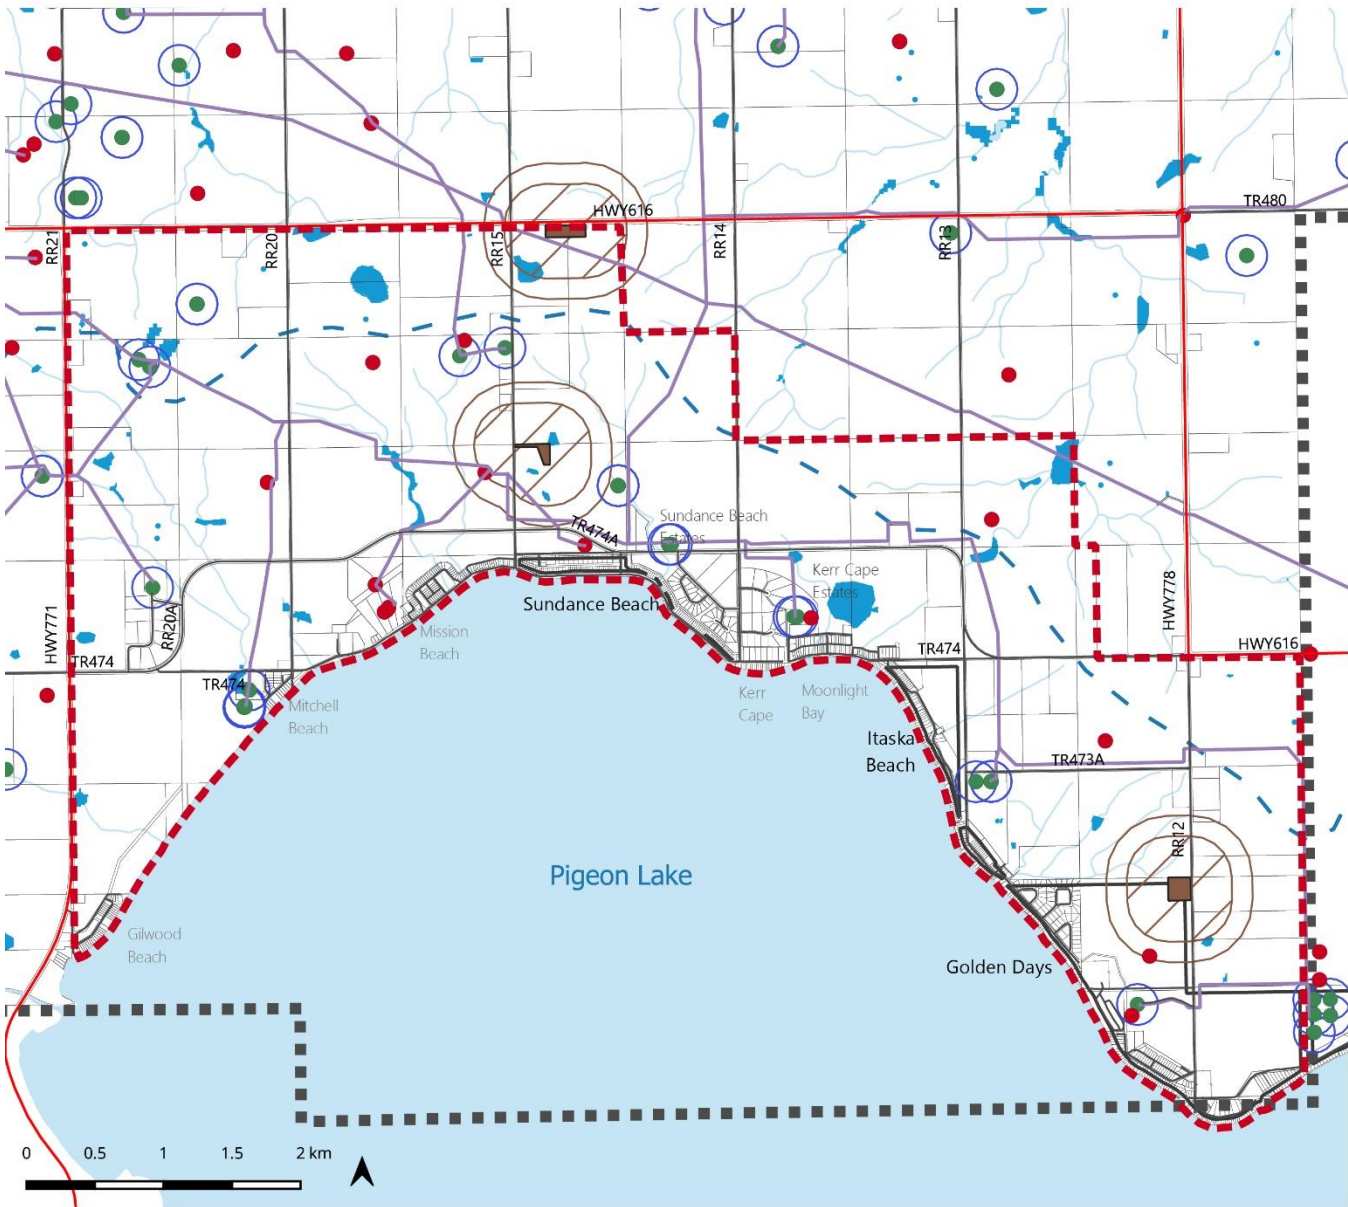 HWY616
TR480
RR21
RR20
RR15
RR14
RR13
TR474A
Sundance Beach
Estates
Kerr Cape
Estates
HWY771
RR20A
HWY778
Sundance Beach
Mission
Beach
HWY616
TR474
TR474
TR474
Mitchell
Beach
Kerr
Cape
Moonlight
Bay
Itaska
Beach
TR473A
RR12
Pigeon Lake
Gilwood
Beach
Golden Days
0 0.5 1 1.5 2 km